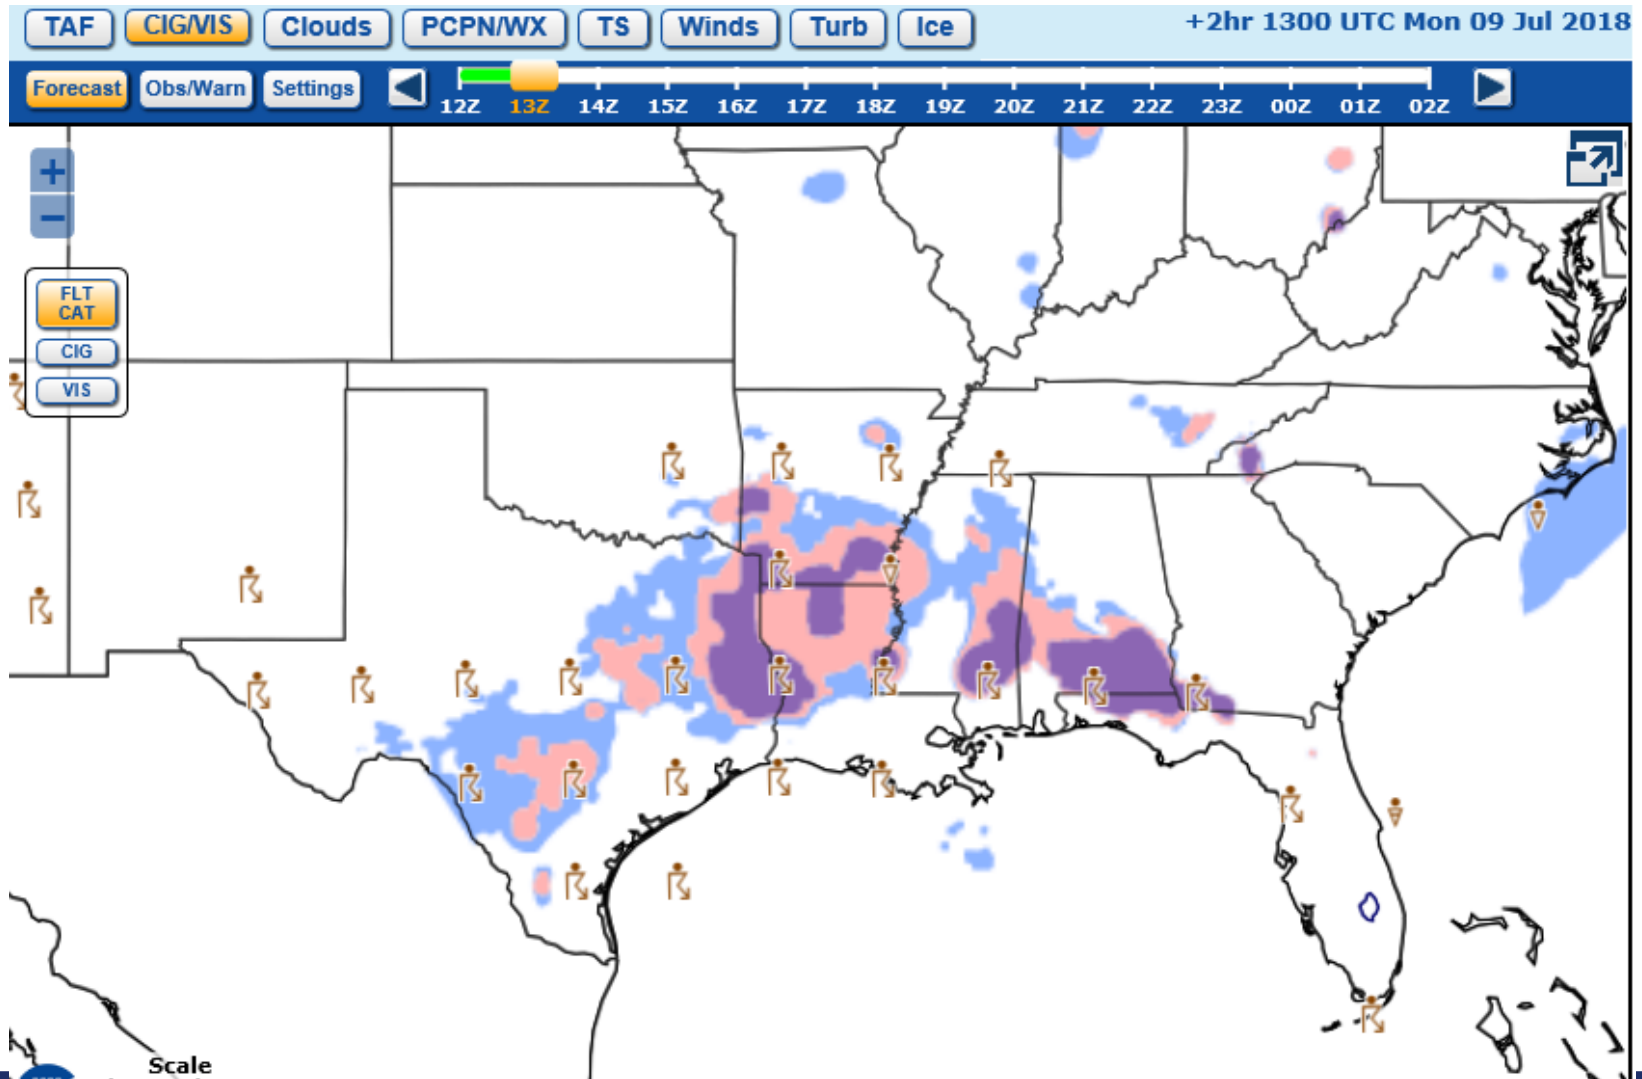 TAF CIG/VIS Clouds PCPN/WX TS Winds Turb Ice +2hr 1300 UTC Mon 09 Jul 2018
Forecast Obs/Warn Settings
12Z 13Z 14Z 15Z 16Z 17Z 18Z 19Z 20Z 21Z 22Z 23Z 00Z 01Z 02Z
+
−
FLT
CAT
CIG
VIS
Scale